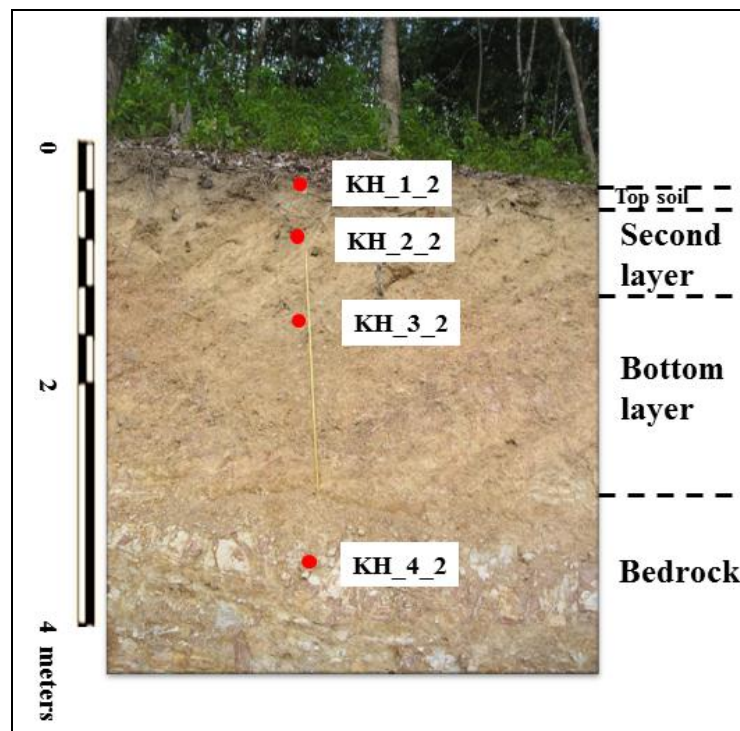 0
KH_1_2
Top soil
KH_2_2
Second
layer
KH_3_2
2
Bottom
layer
KH_4_2
Bedrock
4 meters